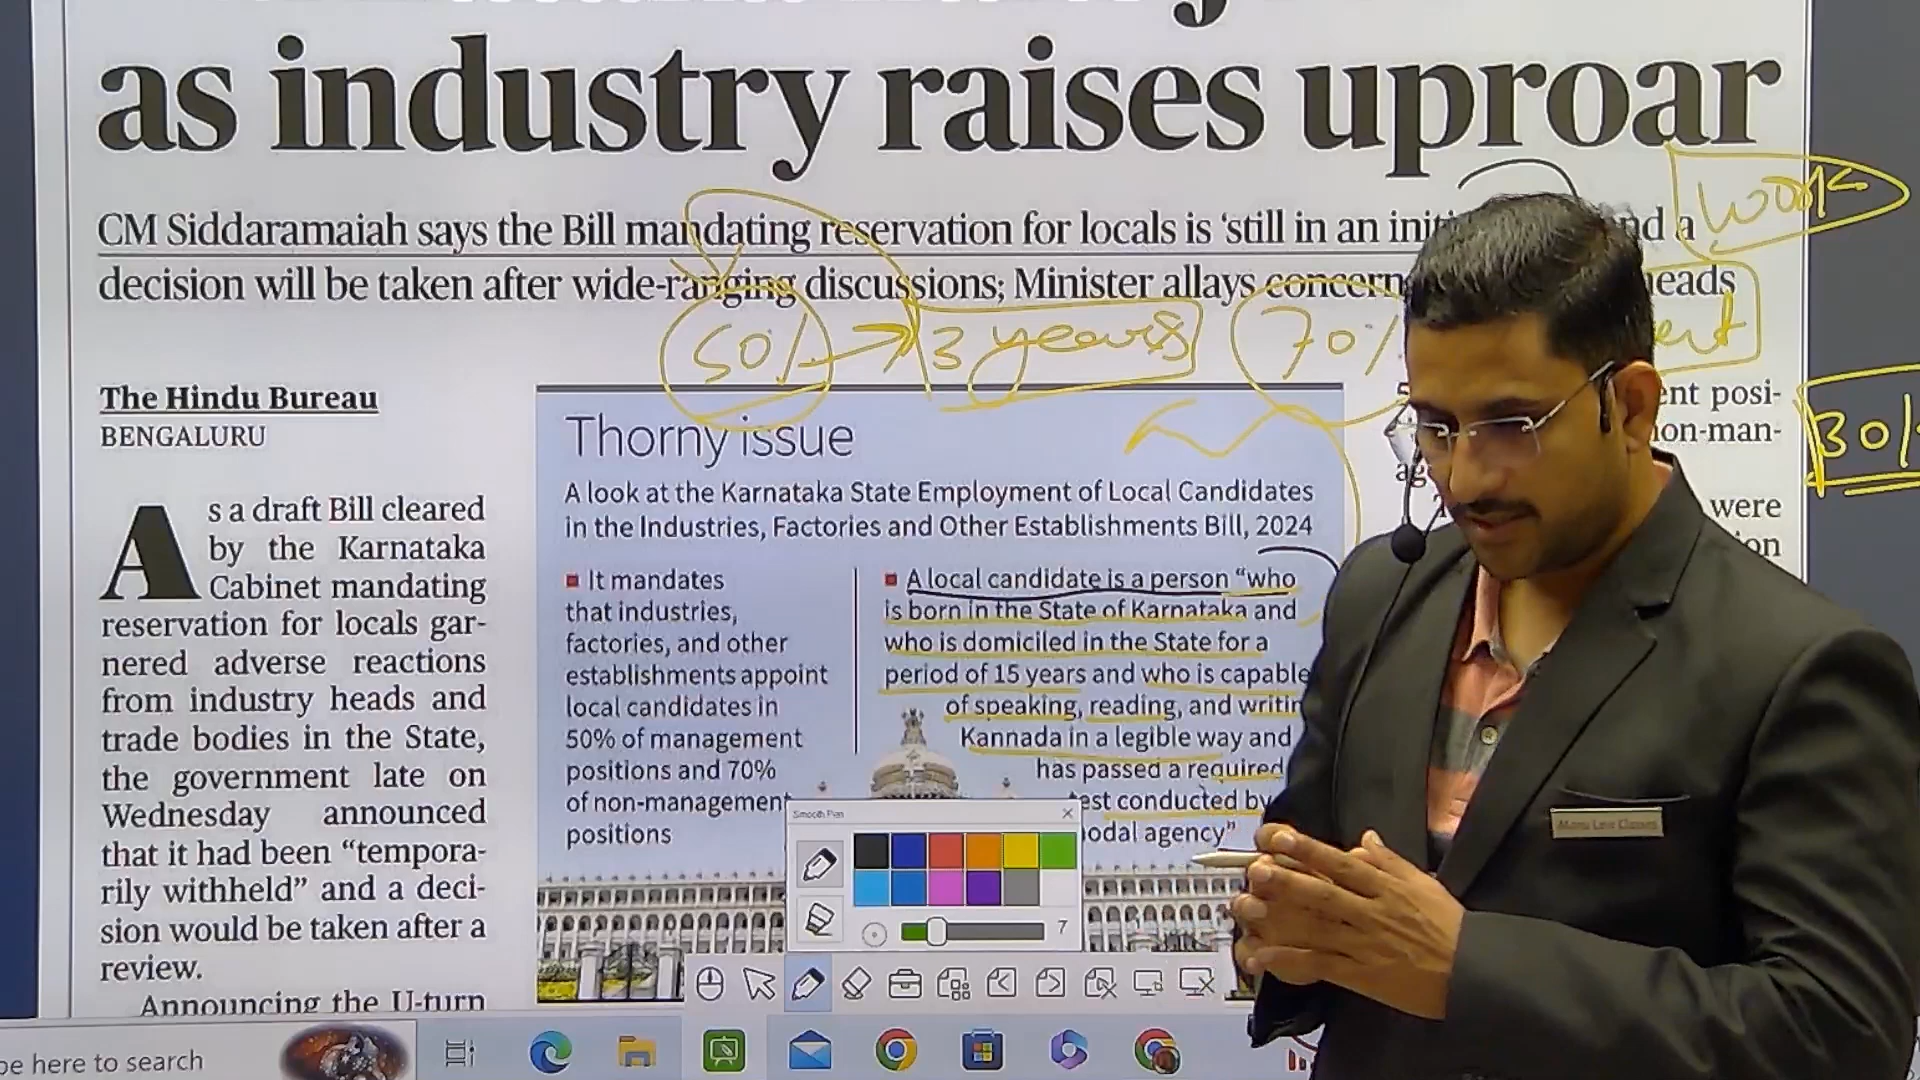 as industry raises uproar
Work
CM Siddaramaiah says the Bill mandating reservation for locals is ‘still in an and a
decision will be taken after wide-ranging discussions; Minister allays concern heads
50% → 3 years 70%
30%
The Hindu Bureau
BENGALURU
As a draft Bill cleared
by the Karnataka
Cabinet mandating
reservation for locals gar-
nered adverse reactions
from industry heads and
trade bodies in the State,
the government late on
Wednesday announced
that it had been “tempora-
rily withheld” and a deci-
sion would be taken after a
review.
Announcing the U-turn
Thorny issue
A look at the Karnataka State Employment of Local Candidates
in the Industries, Factories and Other Establishments Bill, 2024
It mandates
that industries,
factories, and other
establishments appoint
local candidates in
50% of management
positions and 70%
of non-management
positions
A local candidate is a person “who
is born in the State of Karnataka and
who is domiciled in the State for a
period of 15 years and who is capable
of speaking, reading, and writin
Kannada in a legible way and
has passed a required
test conducted by
nodal agency”
ent posi-
non-man-
ag
were
ion
Smooth Pen
7
pe here to search